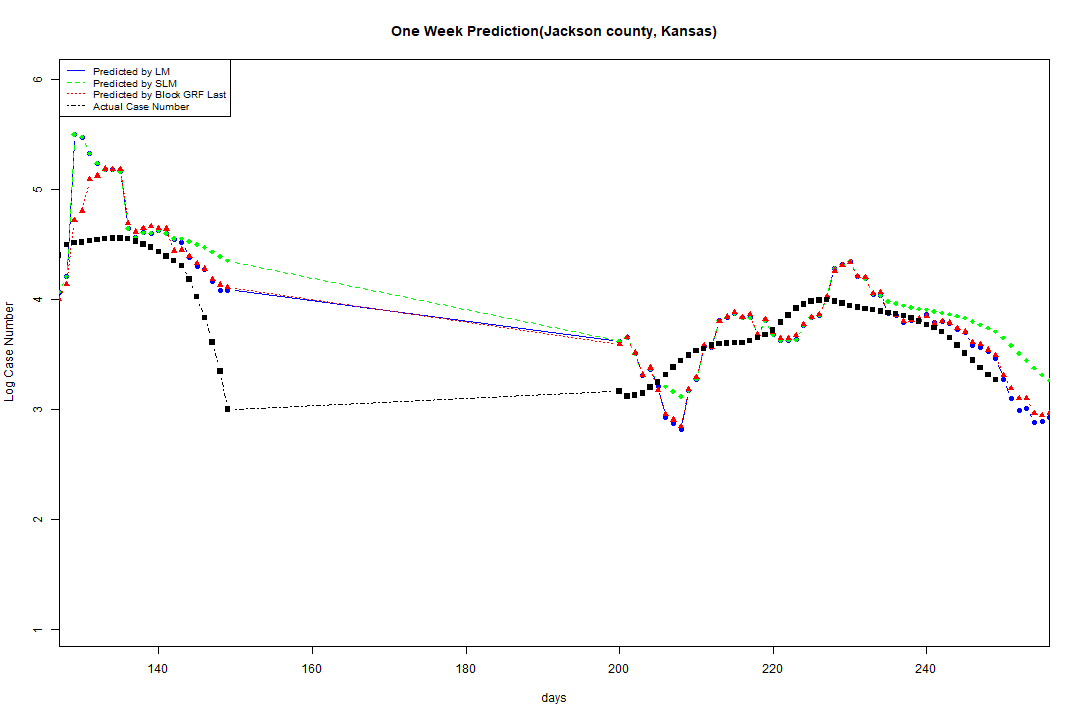 One Week Prediction(Jackson county, Kansas)
Predicted by LM
Predicted by SLM
Predicted by Block GRF Last
Actual Case Number
6
5
4
3
2
1
Log Case Number
140 160 180 200 220 240
days